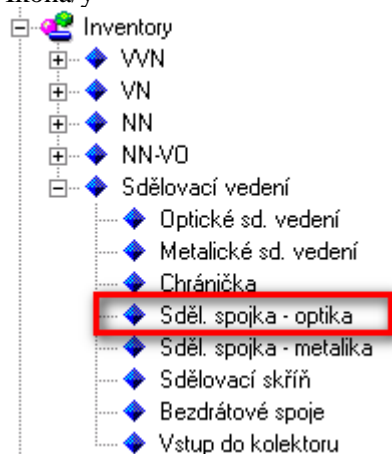 Inventory
VVN
VN
NN
NN-VO
Sdělovací vedení
Optické sd. vedení
Metalické sd. vedení
Chránička
Sděl. spojka - optika
Sděl. spojka - metalika
Sdělovací skříň
Bezdrátové spoje
Vstup do kolektoru